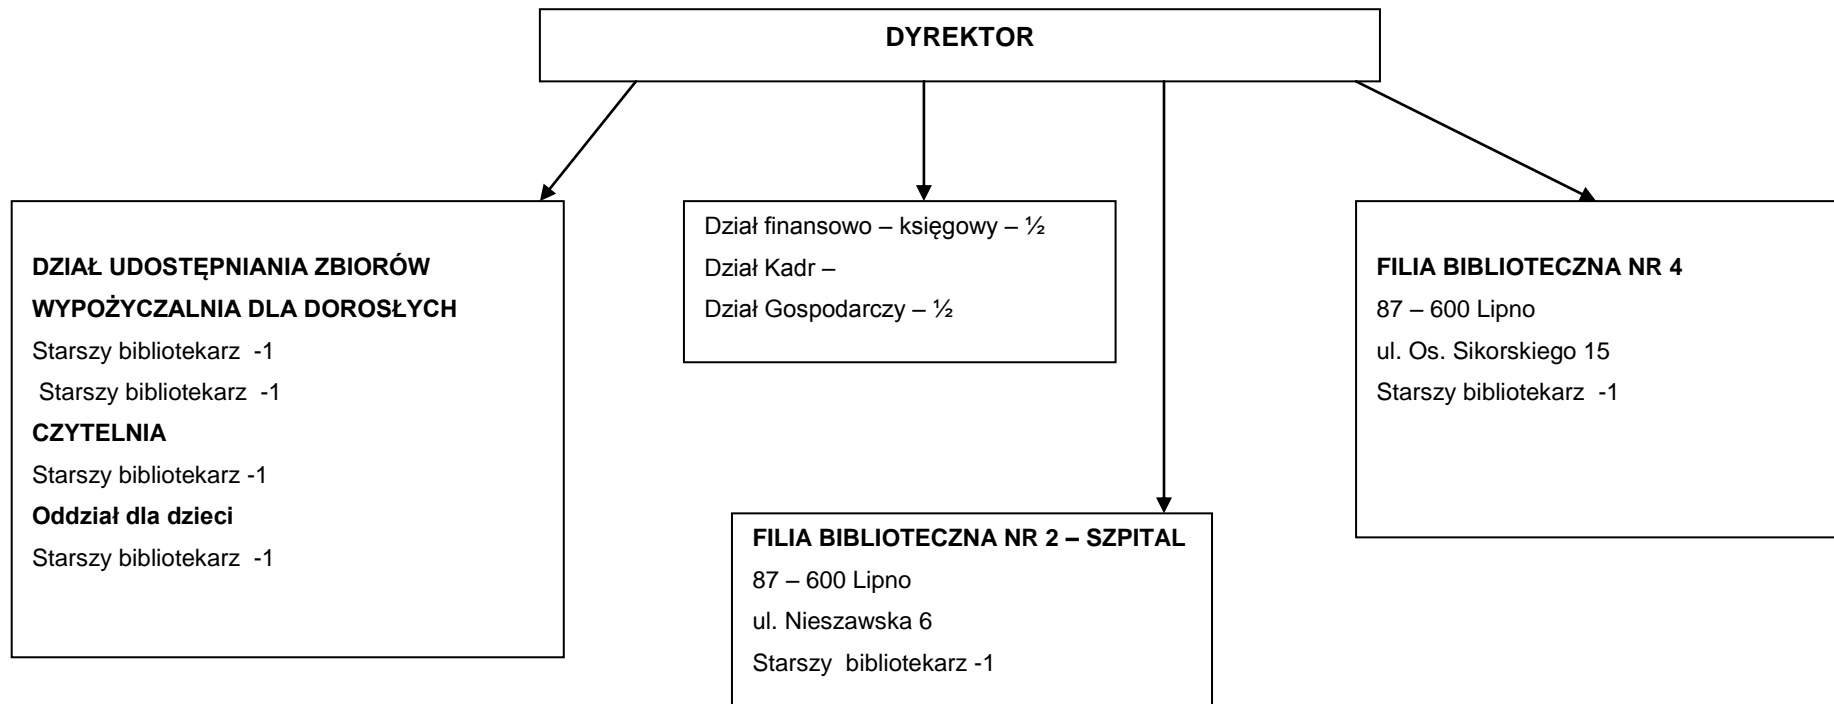 DYREKTOR
DZIAŁ UDOSTĘPNIANIA ZBIORÓW
WYPOŻYCZALNIA DLA DOROSŁYCH
Starszy bibliotekarz -1
Starszy bibliotekarz -1
CZYTELNIA
Starszy bibliotekarz -1
Oddział dla dzieci
Starszy bibliotekarz -1
Dział finansowo – księgowy – ½
Dział Kadr –
Dział Gospodarczy – ½
FILIA BIBLIOTECZNA NR 2 – SZPITAL
87 – 600 Lipno
ul. Nieszawska 6
Starszy bibliotekarz -1
FILIA BIBLIOTECZNA NR 4
87 – 600 Lipno
ul. Os. Sikorskiego 15
Starszy bibliotekarz -1